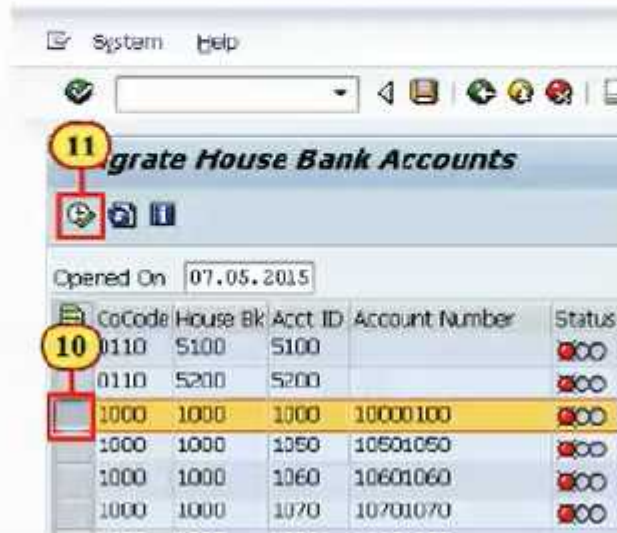 System Help
11
grate House Bank Accounts
Opened On 07.05.2015
CoCode House Bk Acct ID Account Number Status
10
0110 5100 5100
0110 5200 5200
1000 1000 1000 10000100
1000 1000 1050 10501050
1000 1000 1060 10601060
1000 1000 1070 10701070